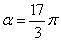 α = 17/3 π